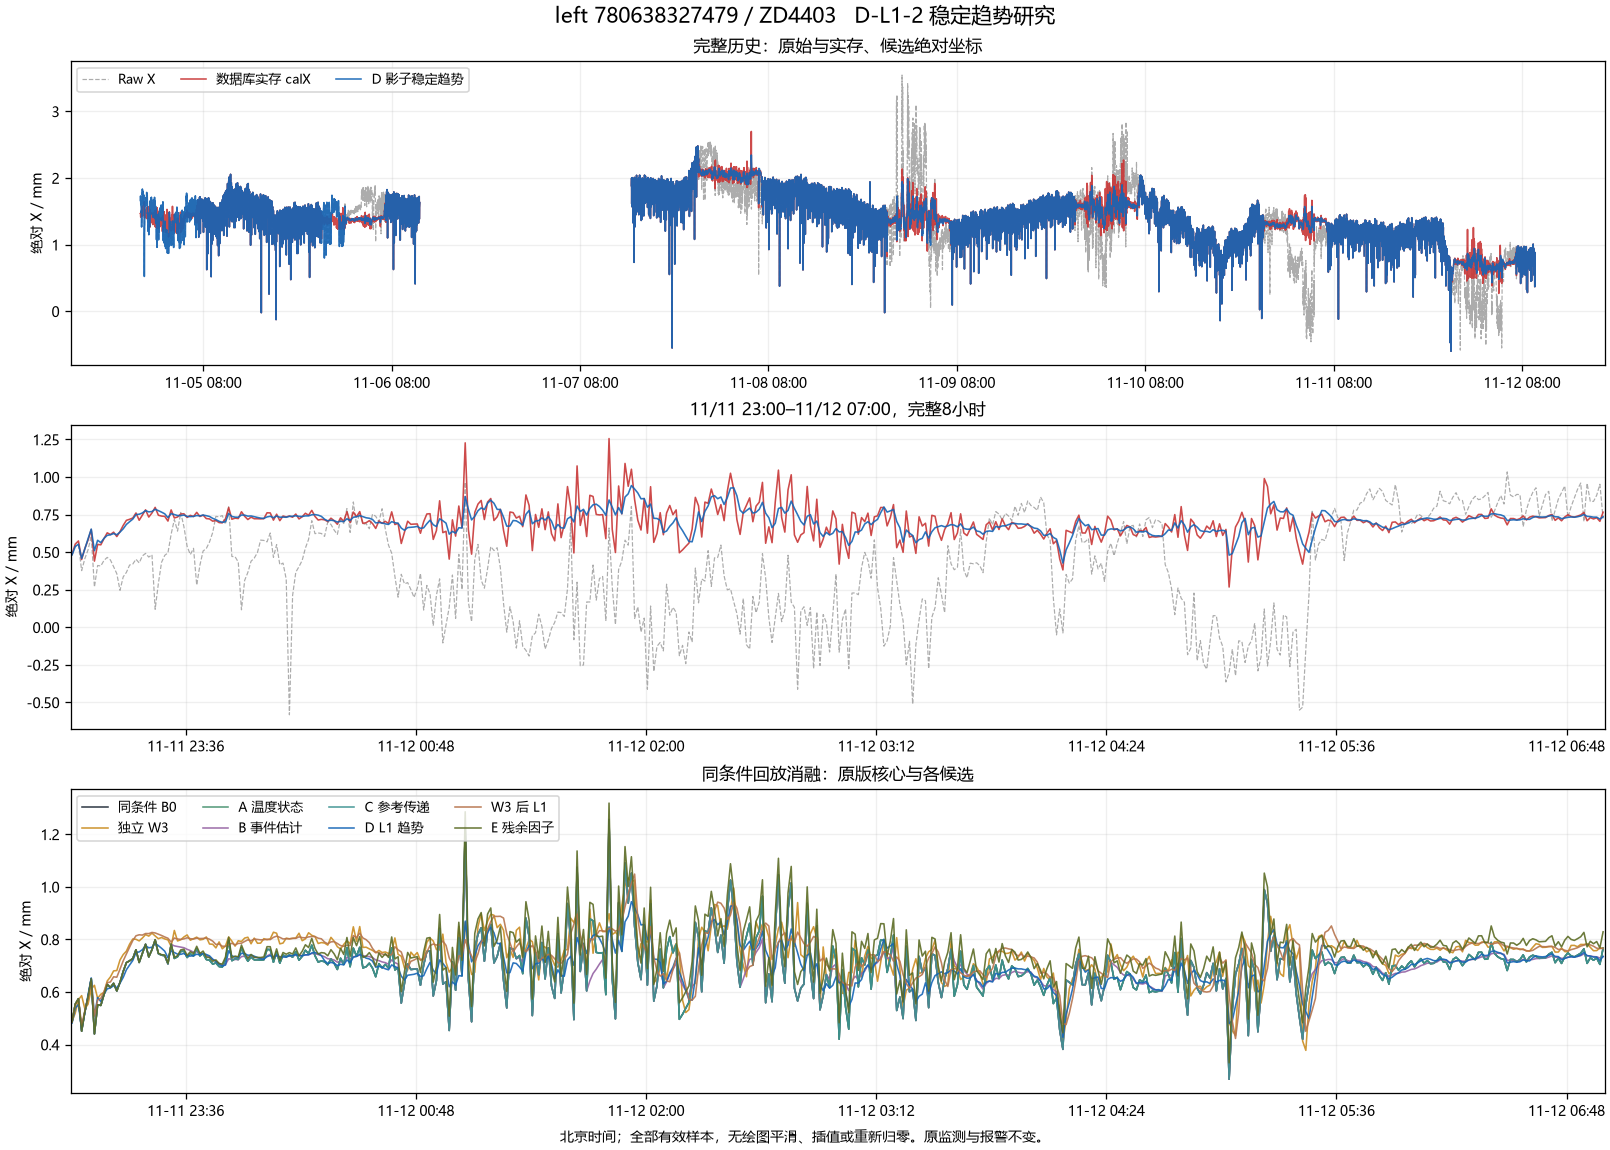 left 780638327479 / ZD4403   D-L1-2 稳定趋势研究
完整历史：原始与实存、候选绝对坐标
Raw X
数据库实存 calX
D 影子稳定趋势
绝对 X / mm
3
2
1
0
11-05 08:00
11-06 08:00
11-07 08:00
11-08 08:00
11-09 08:00
11-10 08:00
11-11 08:00
11-12 08:00
11/11 23:00–11/12 07:00，完整8小时
绝对 X / mm
1.25
1.00
0.75
0.50
0.25
0.00
-0.25
-0.50
11-11 23:36
11-12 00:48
11-12 02:00
11-12 03:12
11-12 04:24
11-12 05:36
11-12 06:48
同条件回放消融：原版核心与各候选
同条件 B0
A 温度状态
C 参考传递
W3 后 L1
独立 W3
B 事件估计
D L1 趋势
E 残余因子
绝对 X / mm
1.2
1.0
0.8
0.6
0.4
11-11 23:36
11-12 00:48
11-12 02:00
11-12 03:12
11-12 04:24
11-12 05:36
11-12 06:48
北京时间；全部有效样本，无绘图平滑、插值或重新归零。原监测与报警不变。